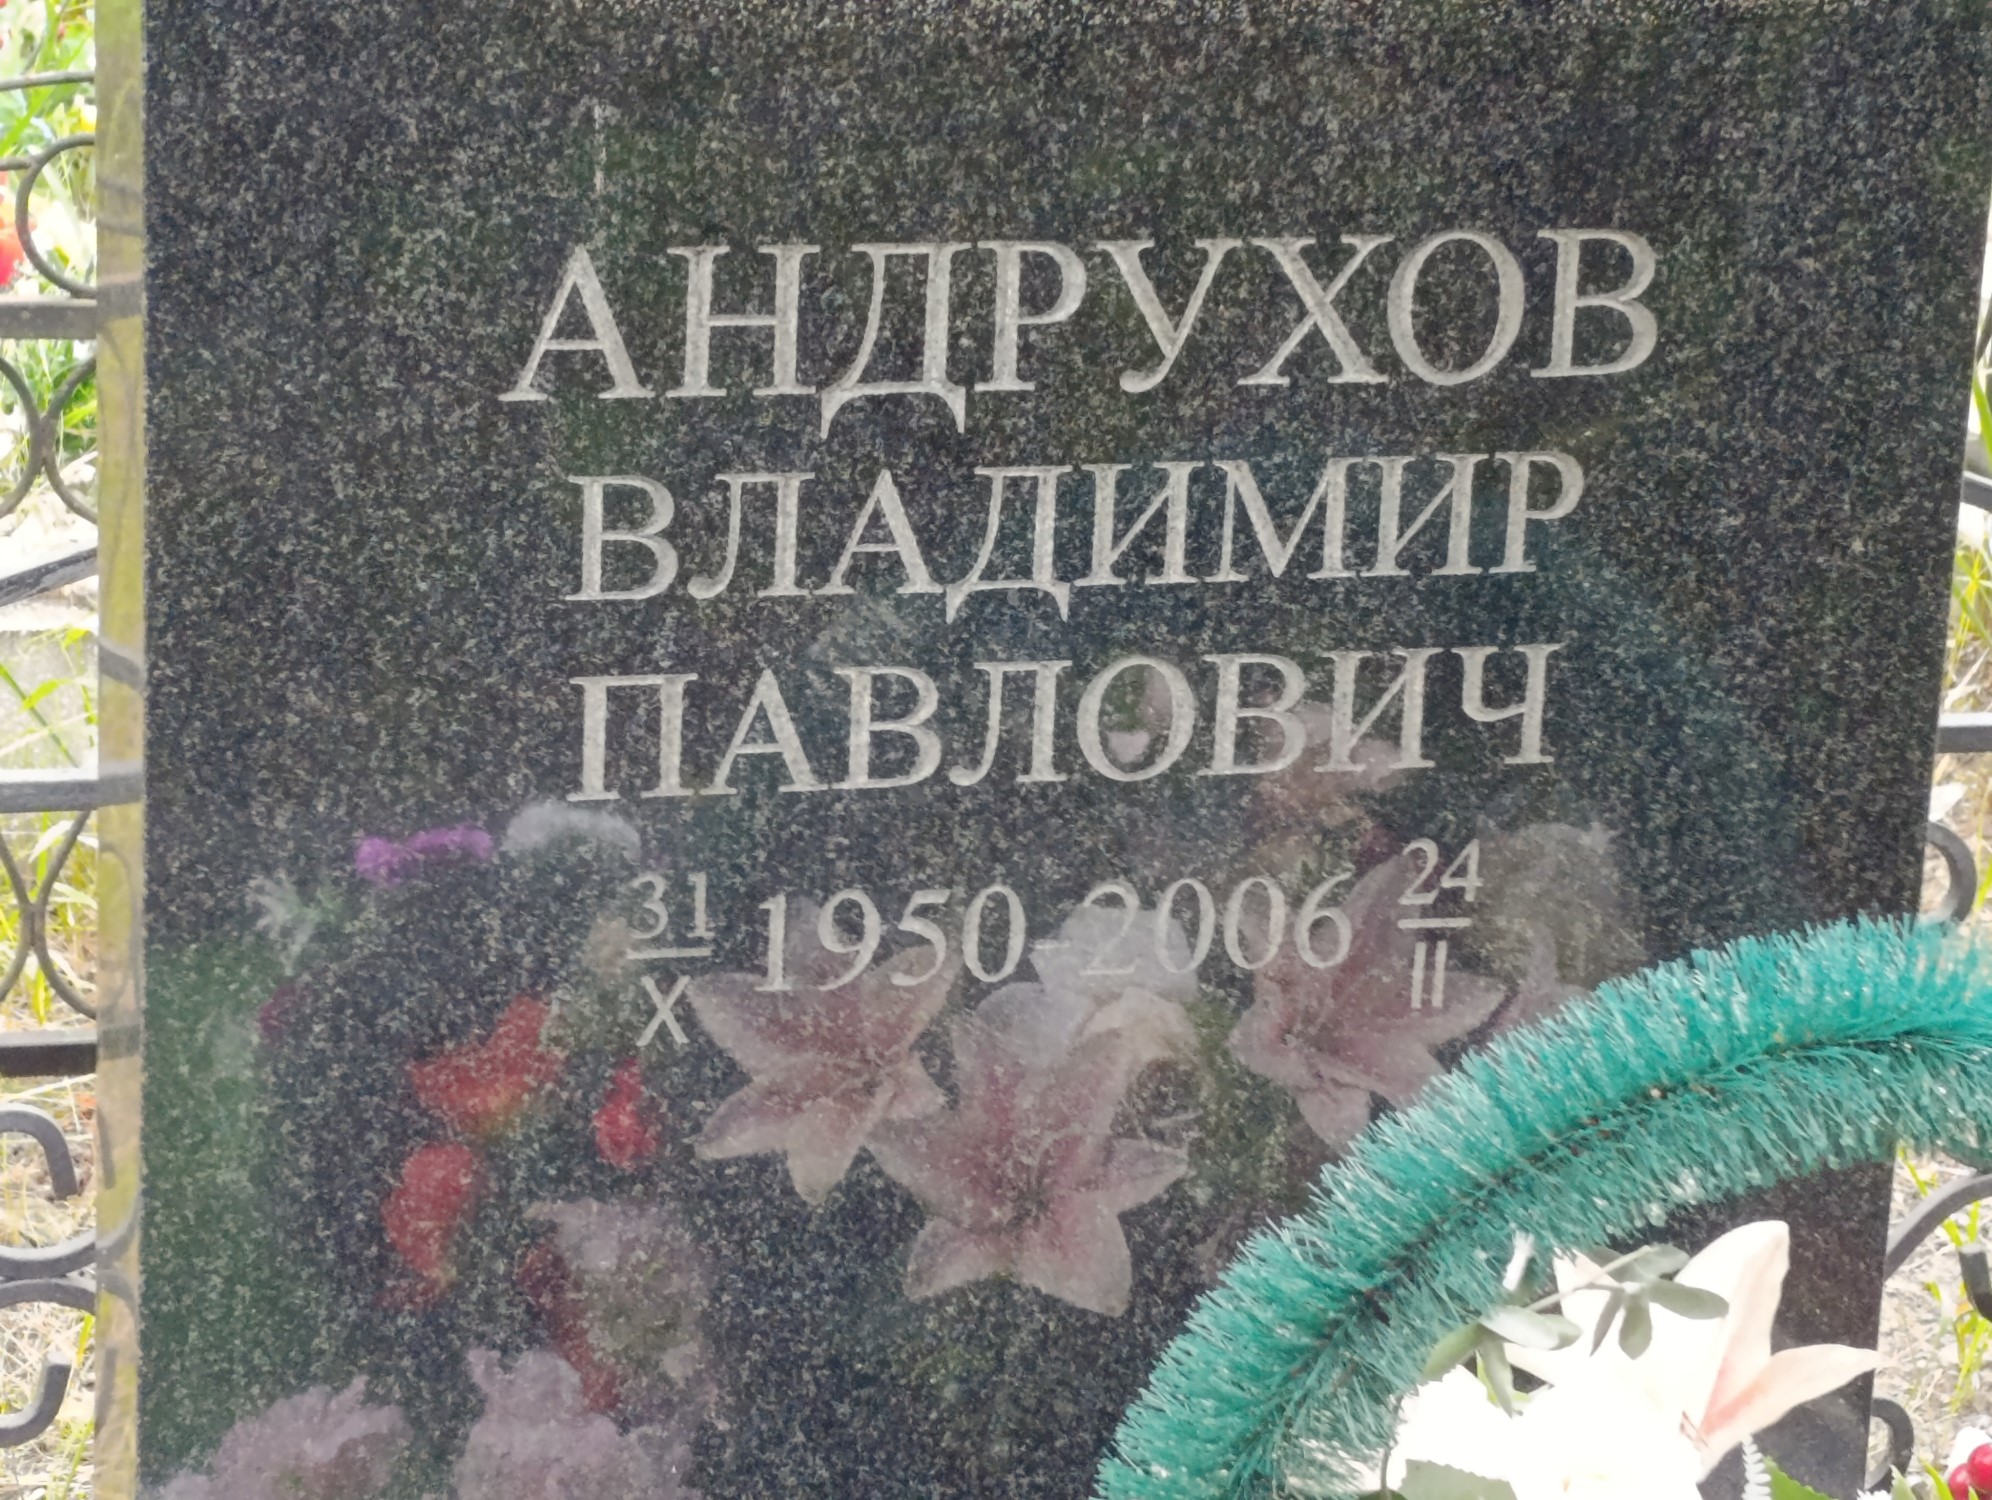 АНДРУХОВ
ВЛАДИМИР
ПАВЛОВИЧ
31/X 1950-2006 24/II